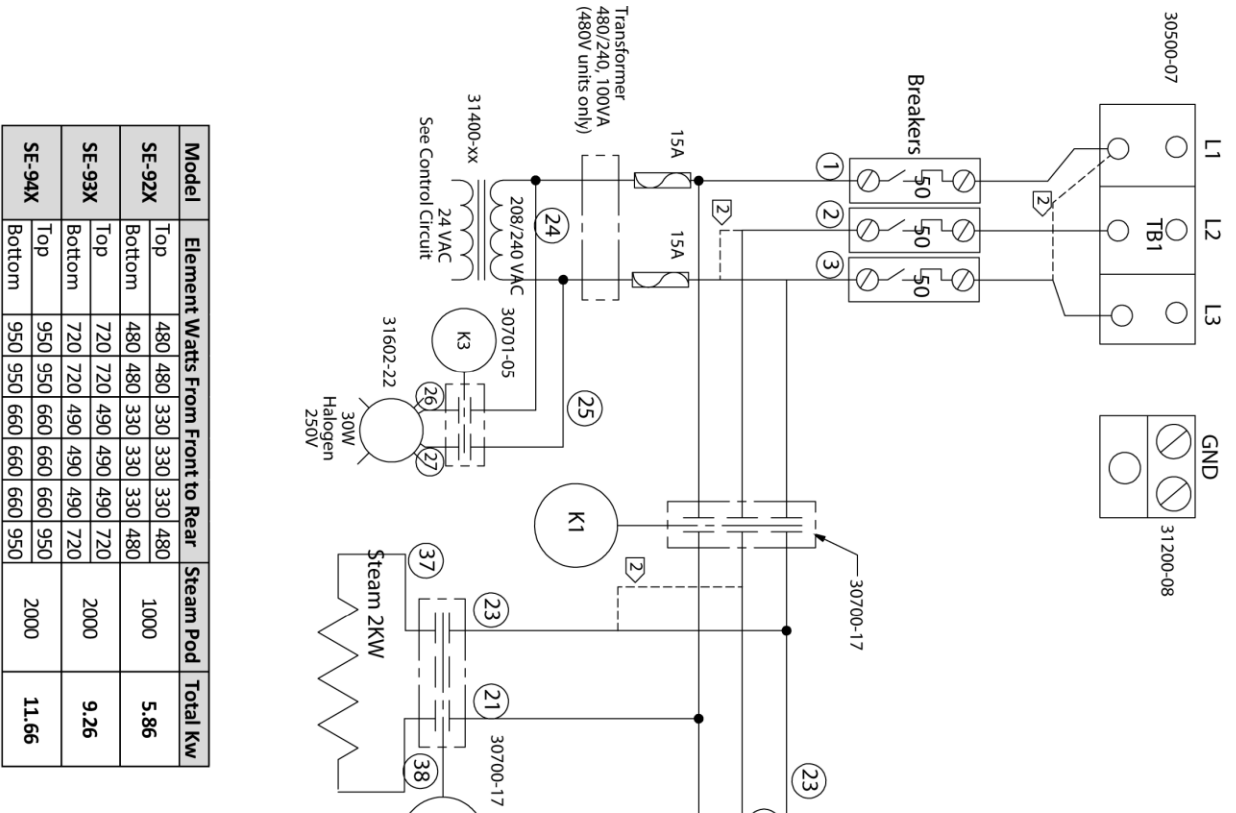 30500-07
L1
L2
L3
TB1
GND
31200-08
Breakers
50
50
50
1
2
3
2
2
15A
15A
Transformer
480/240, 100VA
(480V units only)
24
208/240 VAC
31400-xx
24 VAC
See Control Circuit
25
30701-05
K3
26
27
31602-22
30W
Halogen
250V
K1
30700-17
2
23
21
37
38
Steam 2KW
30700-17
23
Model Element Watts From Front to Rear Steam Pod Total Kw
SE-92X Top 480 480 330 330 330 480 1000 5.86
Bottom 480 480 330 330 330 480
SE-93X Top 720 720 490 490 490 720 2000 9.26
Bottom 720 720 490 490 490 720
SE-94X Top 950 950 660 660 660 950 2000 11.66
Bottom 950 950 660 660 660 950